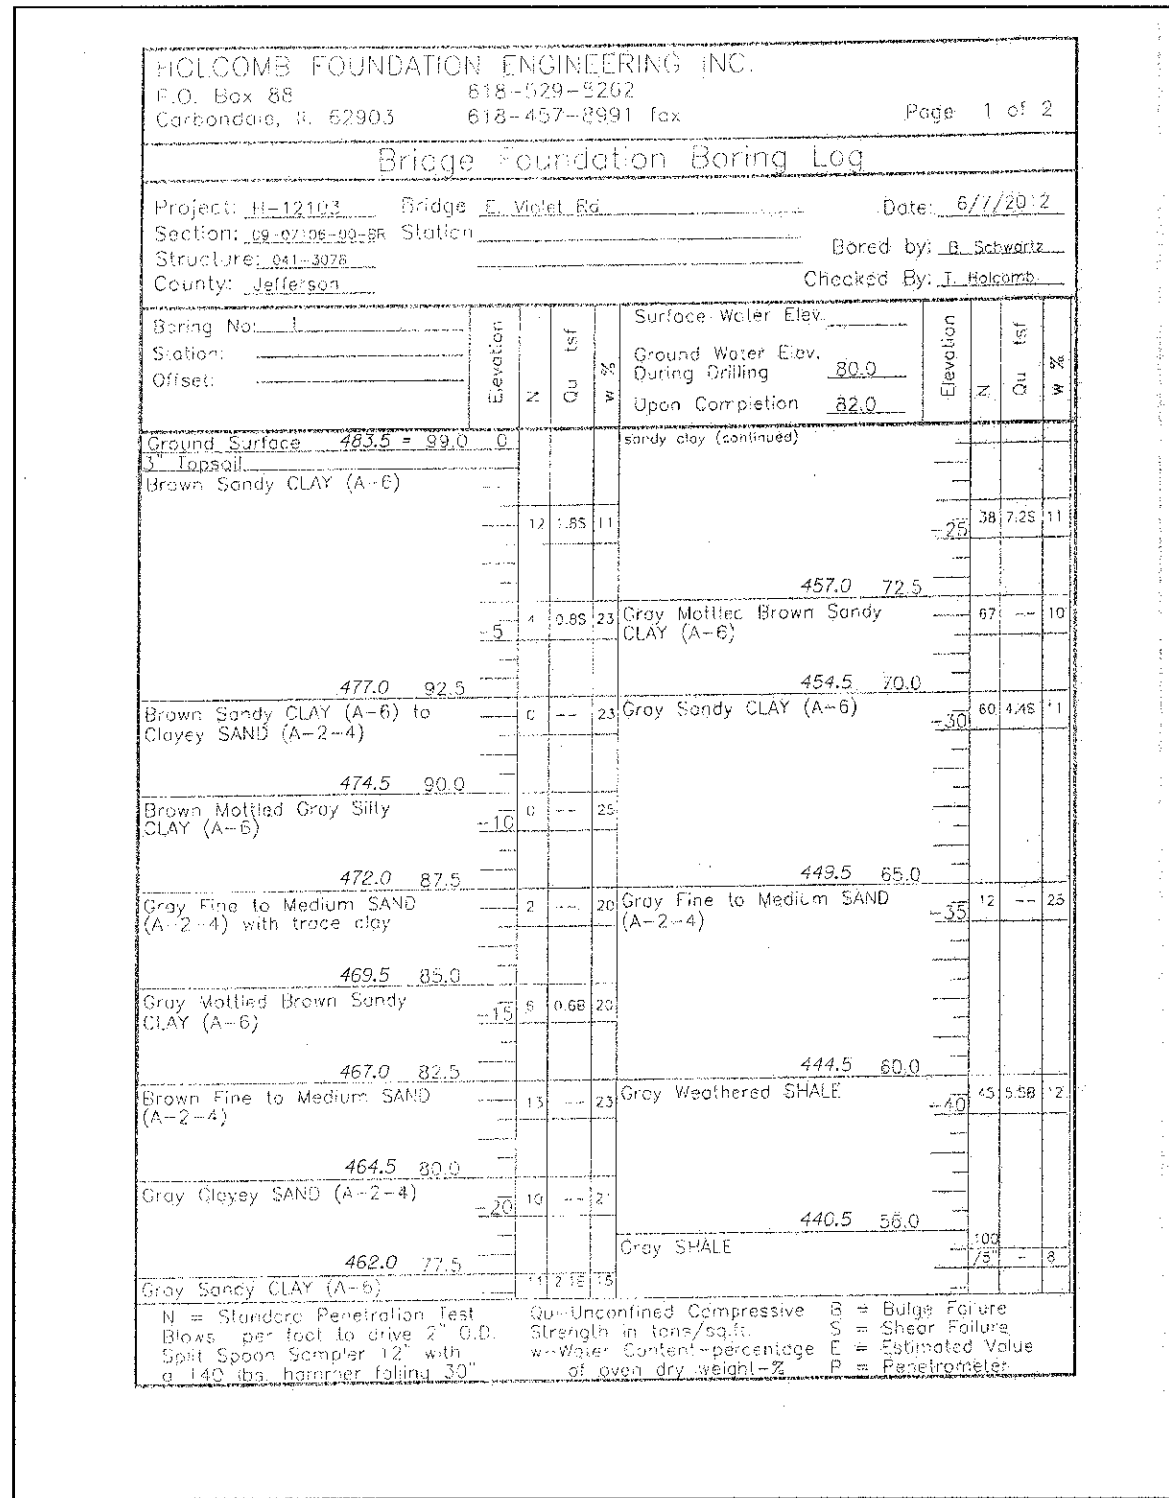 HOLCOMB FOUNDATION ENGINEERING INC.
P.O. Box 88 618-529-5262
Carbondale, IL 62903 618-457-8991 fax Page 1 of 2
Bridge Foundation Boring Log
Project: H-12103 Bridge E. Violet Rd Date: 6/7/2012
Section: 09-07106-00-BR Station
Bored by: B. Schwartz
Structure: 041-3078
County: Jefferson Checked By: T. Holcomb
Boring No: 1
Station:
Offset:
Elevation
N
Qu tsf
w %
Surface Water Elev.
Ground Water Elev.
During Drilling 80.0
Upon Completion 82.0
Elevation
N
Qu tsf
w %
Ground Surface 483.5 = 99.0 0
3" Topsoil
Brown Sandy CLAY (A-6)
12 1.8S 11
-5 4 0.8S 23
477.0 92.5
Brown Sandy CLAY (A-6) to 0 -- 23
Clayey SAND (A-2-4)
474.5 90.0
Brown Mottled Gray Silty -10 0 -- 25
CLAY (A-6)
472.0 87.5
Gray Fine to Medium SAND 2 -- 20
(A-2-4) with trace clay
469.5 85.0
Gray Mottled Brown Sandy -15 0.6B 20
CLAY (A-6)
467.0 82.5
Brown Fine to Medium SAND 13 -- 23
(A-2-4)
464.5 80.0
Gray Clayey SAND (A-2-4) -20 10 --
462.0 77.5
Gray Sandy CLAY (A-6) 11 15
sandy clay (continued)
-25 38 7.2S 11
457.0 72.5
Gray Mottled Brown Sandy 67 -- 10
CLAY (A-6)
454.5 70.0
Gray Sandy CLAY (A-6) -30 60 4.4S 11
449.5 65.0
Gray Fine to Medium SAND -35 12 --
(A-2-4)
444.5 60.0
Gray Weathered SHALE -40 45 5.5B 12
440.5 56.0
Gray SHALE 100
/5" - 8
N = Standard Penetration Test
Blows per foot to drive 2" O.D.
Split Spoon Sampler 12" with
a 140 lbs. hammer falling 30"
Qu-Unconfined Compressive
Strength in tons/sq.ft.
w-Water Content-percentage
of oven dry weight-%
B = Bulge Failure
S = Shear Failure
E = Estimated Value
P = Penetrometer